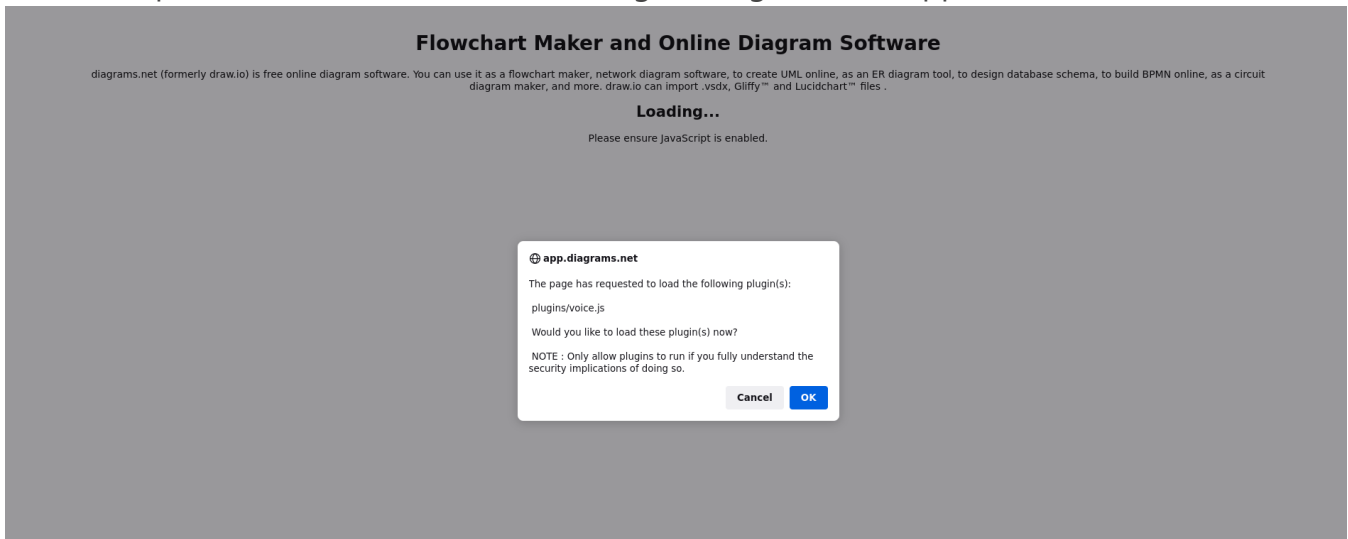 Flowchart Maker and Online Diagram Software
diagrams.net (formerly draw.io) is free online diagram software. You can use it as a flowchart maker, network diagram software, to create UML online, as an ER diagram tool, to design database schema, to build BPMN online, as a circuit
diagram maker, and more. draw.io can import .vsdx, Gliffy™ and Lucidchart™ files .
Loading...
Please ensure JavaScript is enabled.
app.diagrams.net
The page has requested to load the following plugin(s):
plugins/voice.js
Would you like to load these plugin(s) now?
NOTE : Only allow plugins to run if you fully understand the
security implications of doing so.
Cancel OK